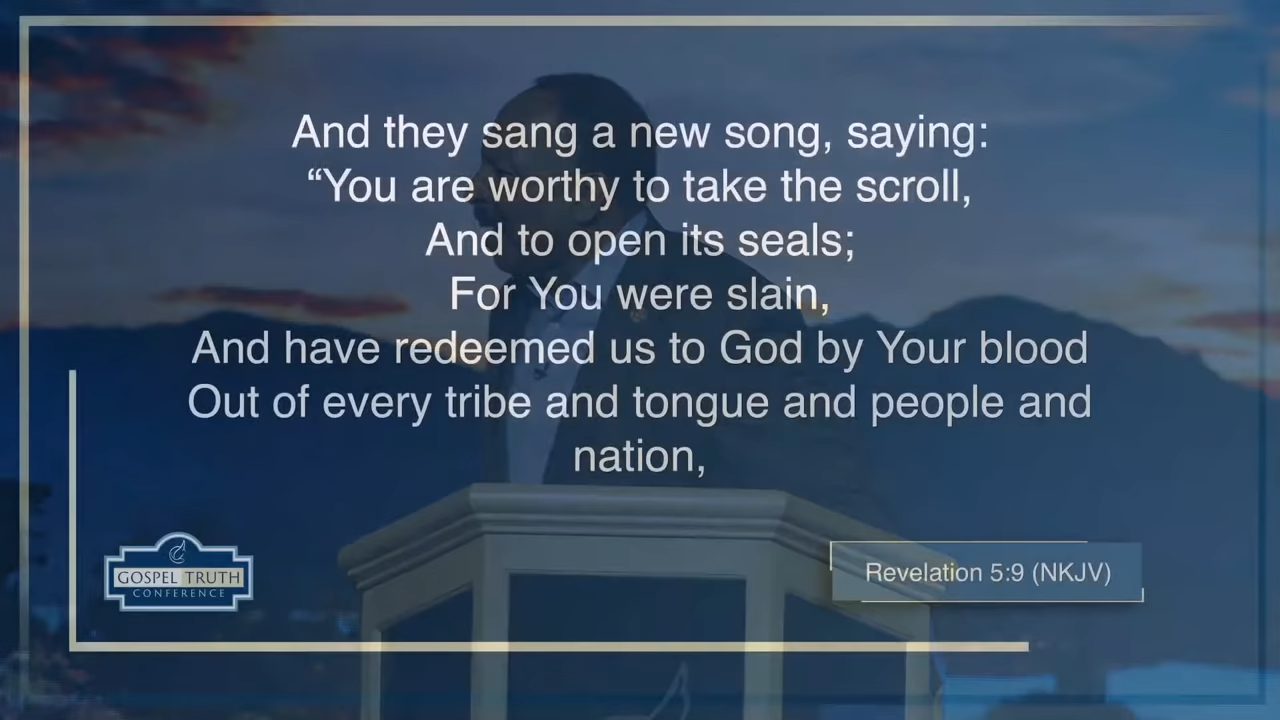 And they sang a new song, saying:
“You are worthy to take the scroll,
And to open its seals;
For You were slain,
And have redeemed us to God by Your blood
Out of every tribe and tongue and people and
nation,
GOSPEL TRUTH
CONFERENCE
Revelation 5:9 (NKJV)